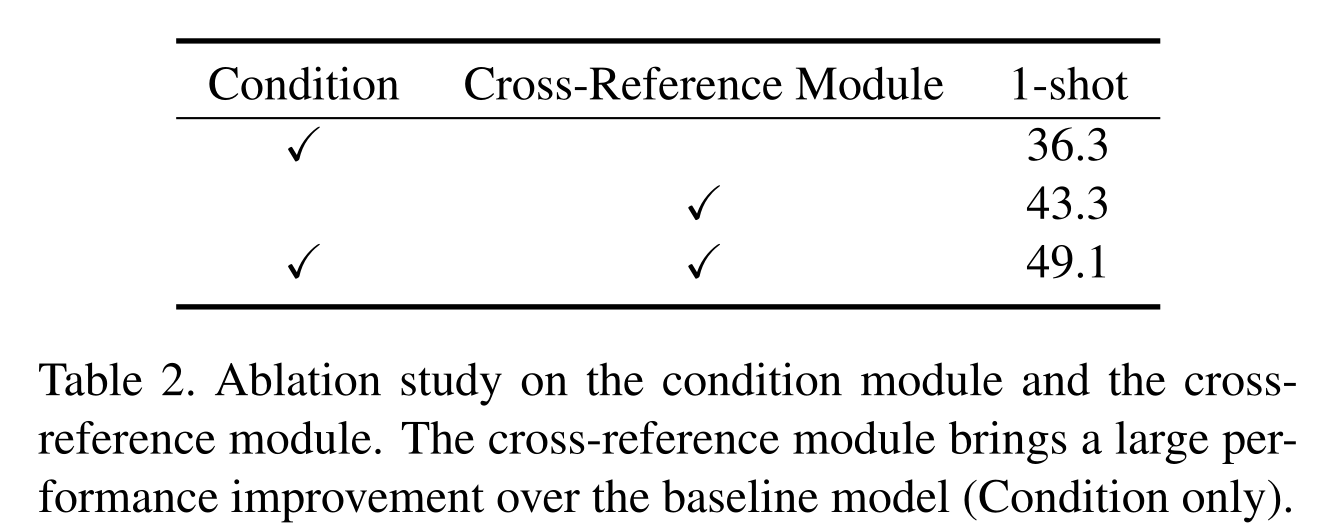 Condition Cross-Reference Module 1-shot
✓ 36.3
✓ 43.3
✓ ✓ 49.1
Table 2. Ablation study on the condition module and the cross-
reference module. The cross-reference module brings a large per-
formance improvement over the baseline model (Condition only).